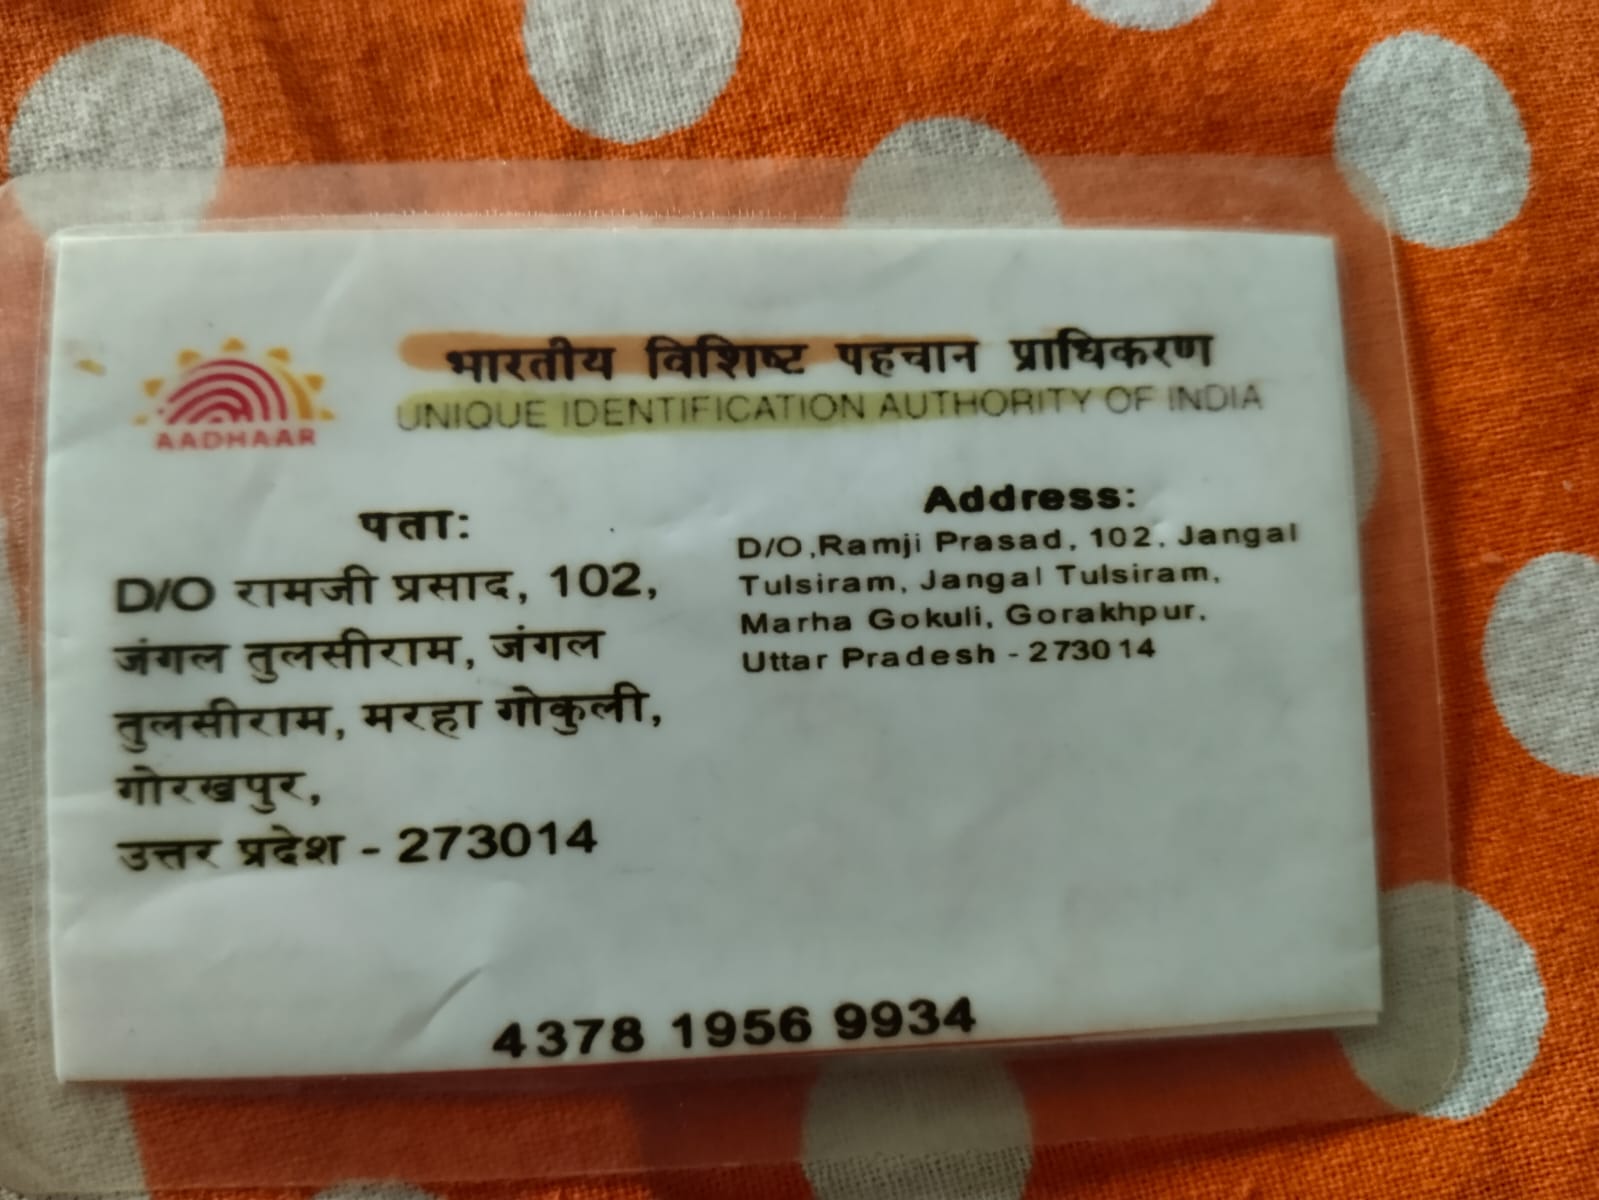 भारतीय विशिष्ट पहचान प्राधिकरण
UNIQUE IDENTIFICATION AUTHORITY OF INDIA
AADHAAR
पता:
D/O रामजी प्रसाद, 102,
जंगल तुलसीराम, जंगल
तुलसीराम, मरहा गोकुली,
गोरखपुर,
उत्तर प्रदेश - 273014
Address:
D/O,Ramji Prasad, 102, Jangal
Tulsiram, Jangal Tulsiram,
Marha Gokuli, Gorakhpur,
Uttar Pradesh - 273014
4378 1956 9934